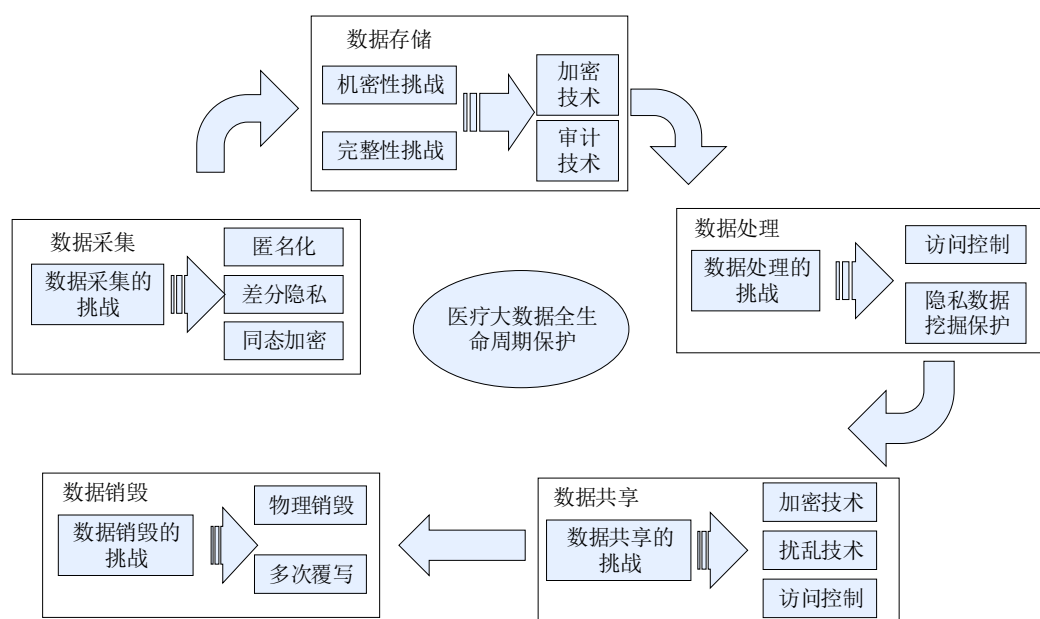 数据存储
机密性挑战
完整性挑战
加密
技术
审计
技术
数据采集
数据采集的
挑战
匿名化
差分隐私
同态加密
医疗大数据全生
命周期保护
数据处理
数据处理的
挑战
访问控制
隐私数据
挖掘保护
数据销毁
数据销毁的
挑战
物理销毁
多次覆写
数据共享
数据共享的
挑战
加密技术
扰乱技术
访问控制